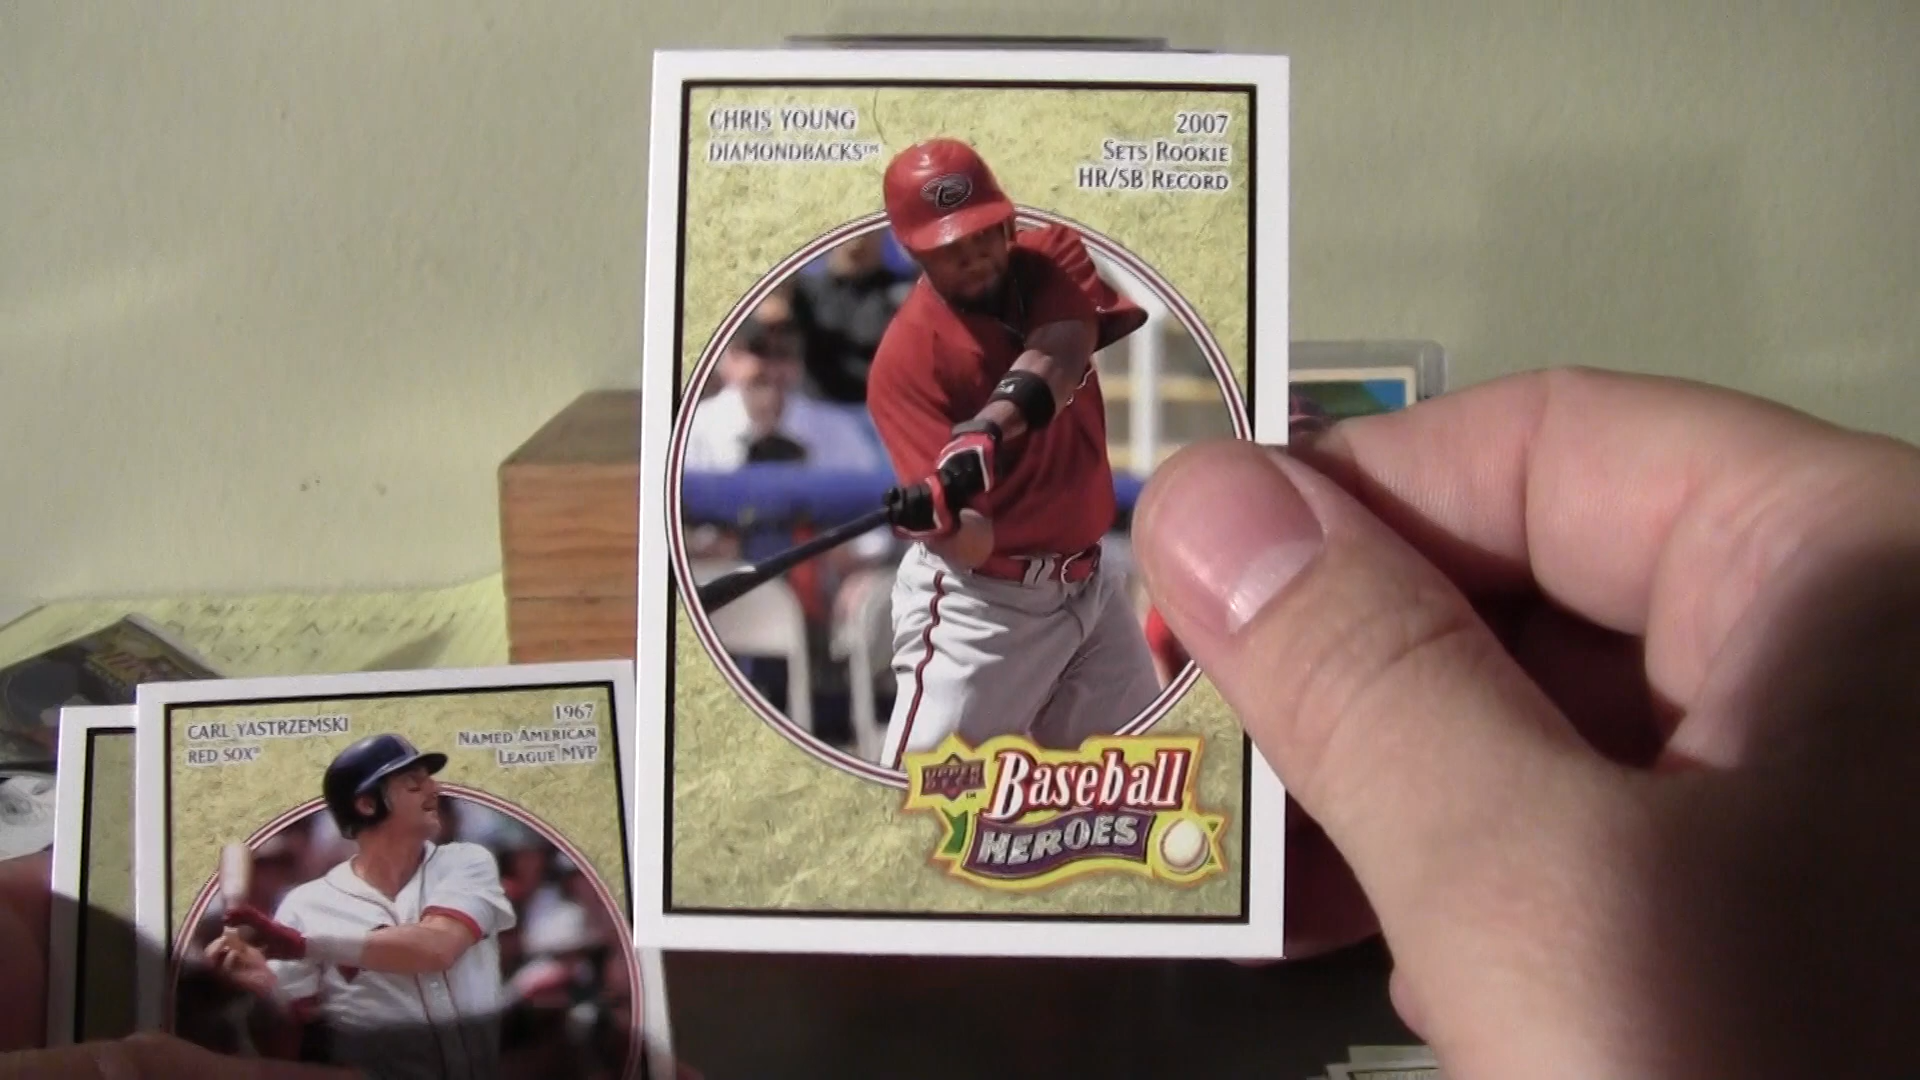 CHRIS YOUNG
DIAMONDBACKS™
2007
SETS ROOKIE
HR/SB RECORD
UPPER DECK
Baseball
HEROES
CARL YASTRZEMSKI
RED SOX®
1967
NAMED AMERICAN
LEAGUE MVP